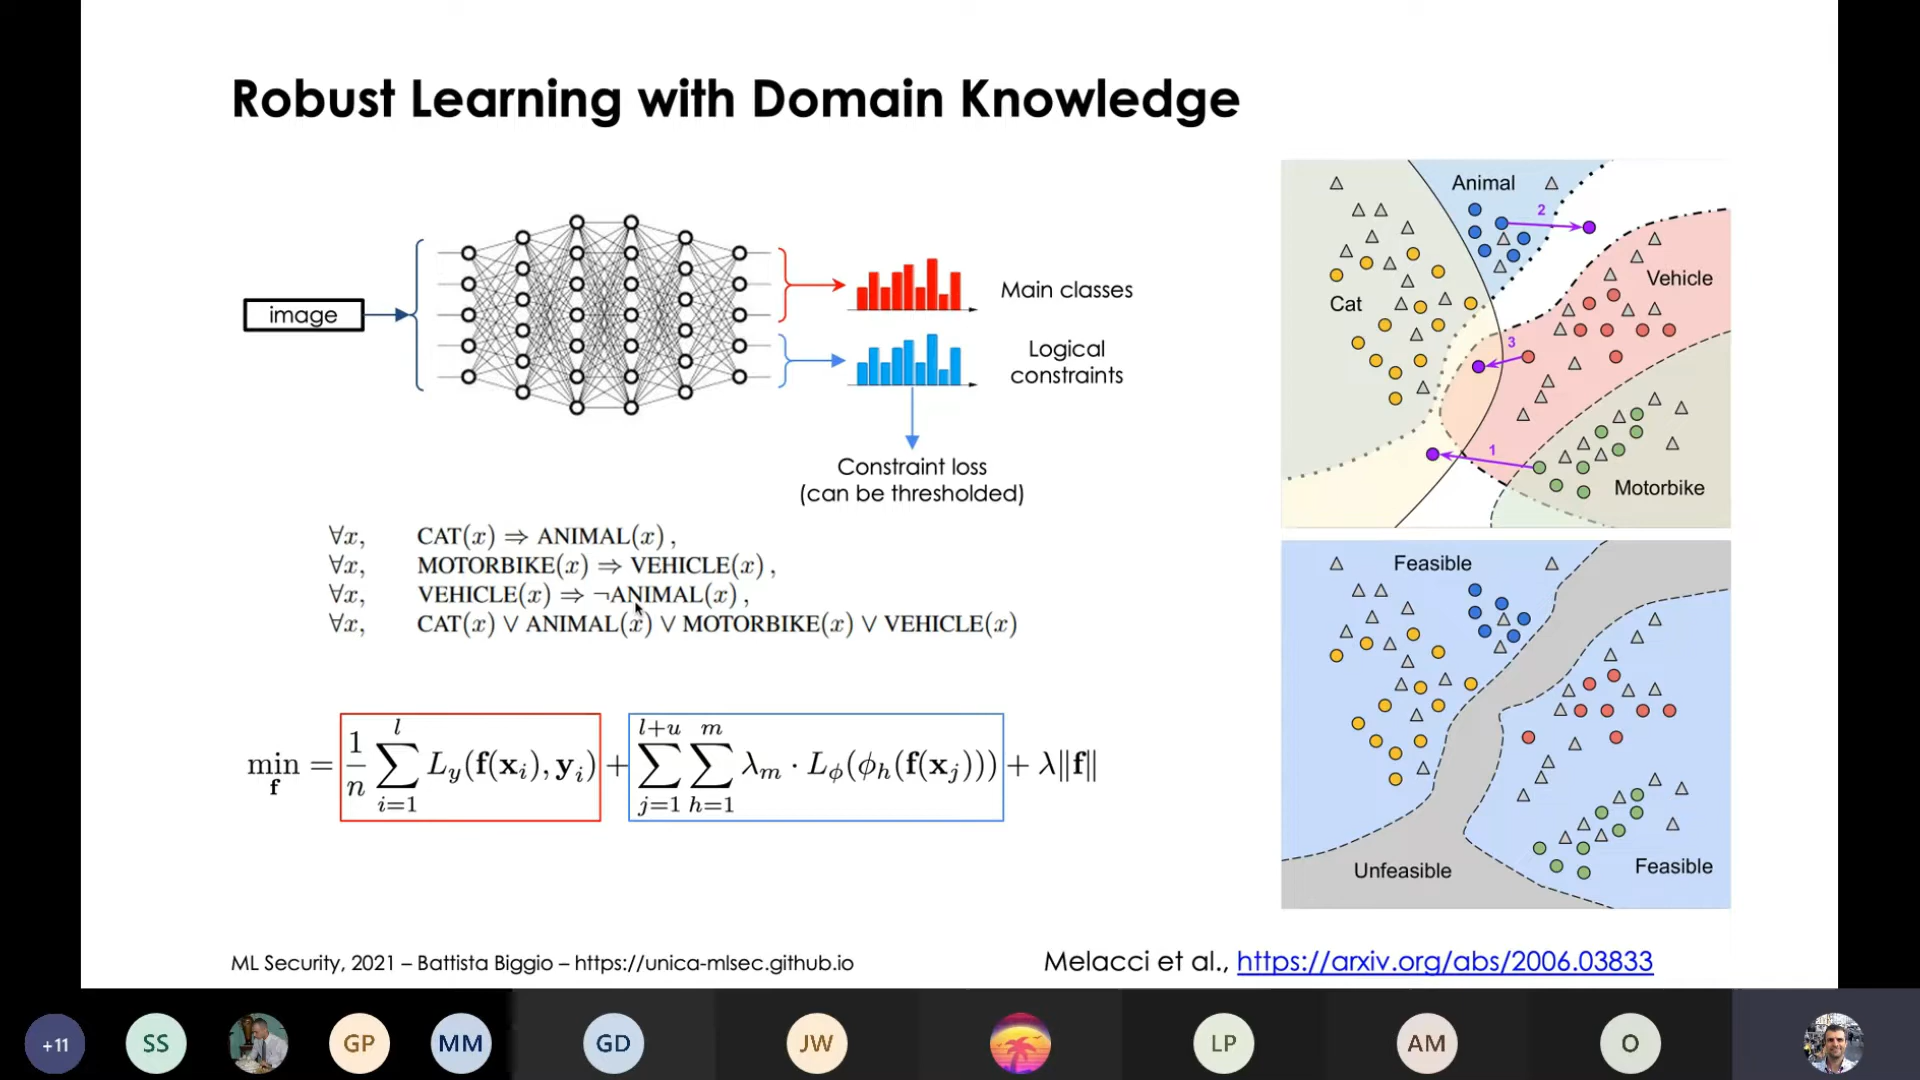 Robust Learning with Domain Knowledge
image
Main classes
Logical
constraints
Constraint loss
(can be thresholded)
∀x, CAT(x) ⇒ ANIMAL(x),
∀x, MOTORBIKE(x) ⇒ VEHICLE(x),
∀x, VEHICLE(x) ⇒ ¬ANIMAL(x),
∀x, CAT(x) ∨ ANIMAL(x) ∨ MOTORBIKE(x) ∨ VEHICLE(x)
min_f = 1/n ∑_{i=1}^{l} L_y(f(x_i), y_i) + ∑_{j=1}^{l+u} ∑_{h=1}^{m} λ_m · L_ϕ(ϕ_h(f(x_j))) + λ‖f‖
Animal
2
Vehicle
Cat
3
1
Motorbike
Feasible
Unfeasible
Feasible
ML Security, 2021 – Battista Biggio – https://unica-mlsec.github.io
Melacci et al., https://arxiv.org/abs/2006.03833
+11 SS GP MM GD JW LP AM O